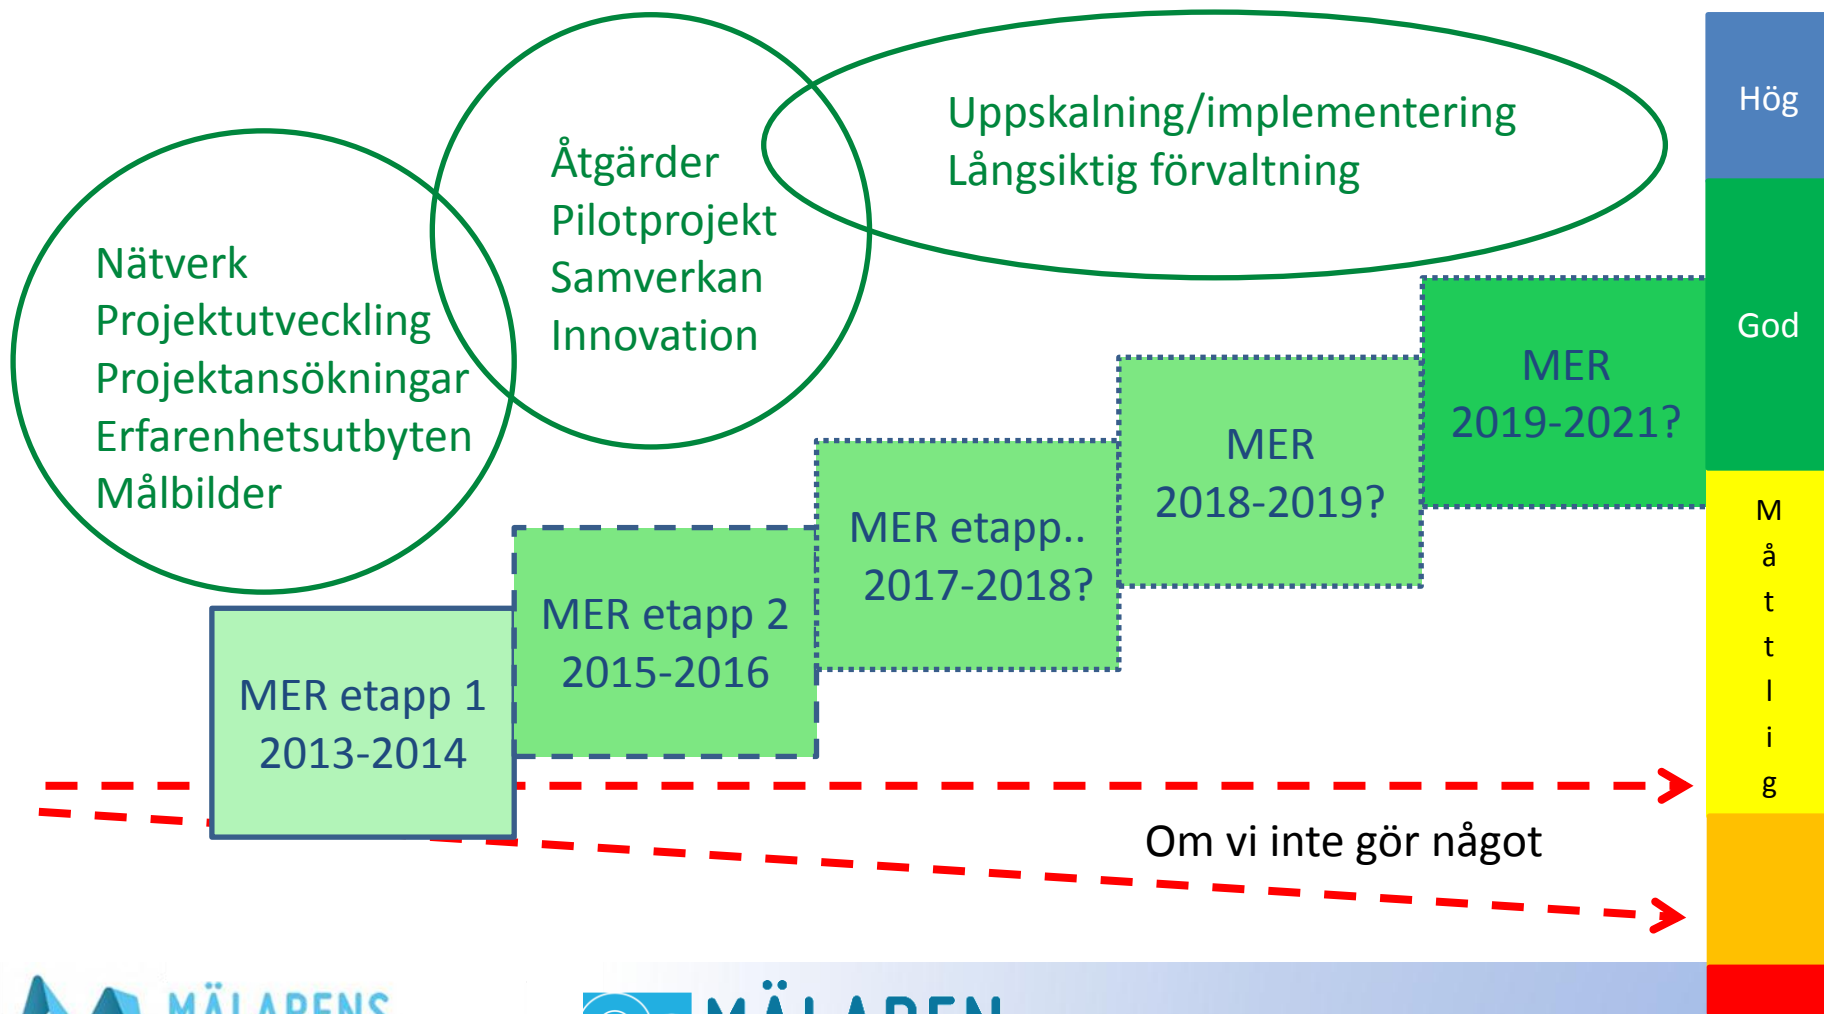 Hög
Uppskalning/implementering
Långsiktig förvaltning
Åtgärder
Pilotprojekt
Samverkan
Innovation
Nätverk
Projektutveckling
Projektansökningar
Erfarenhetsutbyten
Målbilder
God
MER
2019-2021?
MER
2018-2019?
MER etapp..
2017-2018?
MER etapp 2
2015-2016
MER etapp 1
2013-2014
M
å
t
t
l
i
g
Om vi inte gör något
MÄLARENS
MÄLAREN